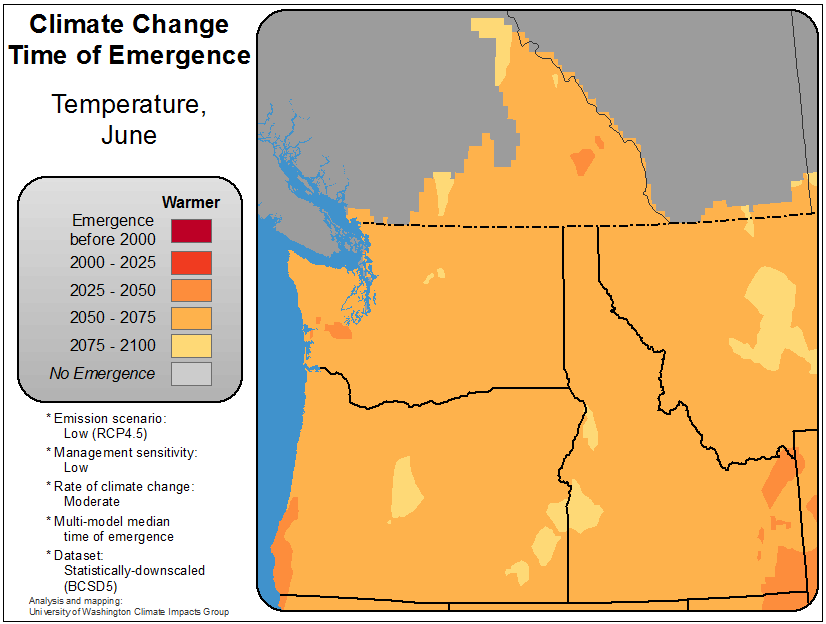 Climate Change
Time of Emergence
Temperature,
June
Warmer
Emergence
before 2000
2000 - 2025
2025 - 2050
2050 - 2075
2075 - 2100
No Emergence
* Emission scenario:
Low (RCP4.5)
* Management sensitivity:
Low
* Rate of climate change:
Moderate
* Multi-model median
time of emergence
* Dataset:
Statistically-downscaled
(BCSD5)
Analysis and mapping:
University of Washington Climate Impacts Group